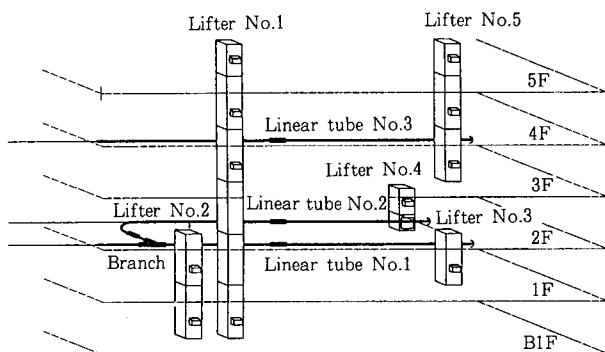 Lifter No.1
Lifter No.5
5F
Linear tube No.3
4F
Lifter No.4
3F
Lifter No.2
Linear tube No.2
Lifter No.3
2F
Branch
Linear tube No.1
1F
B1F